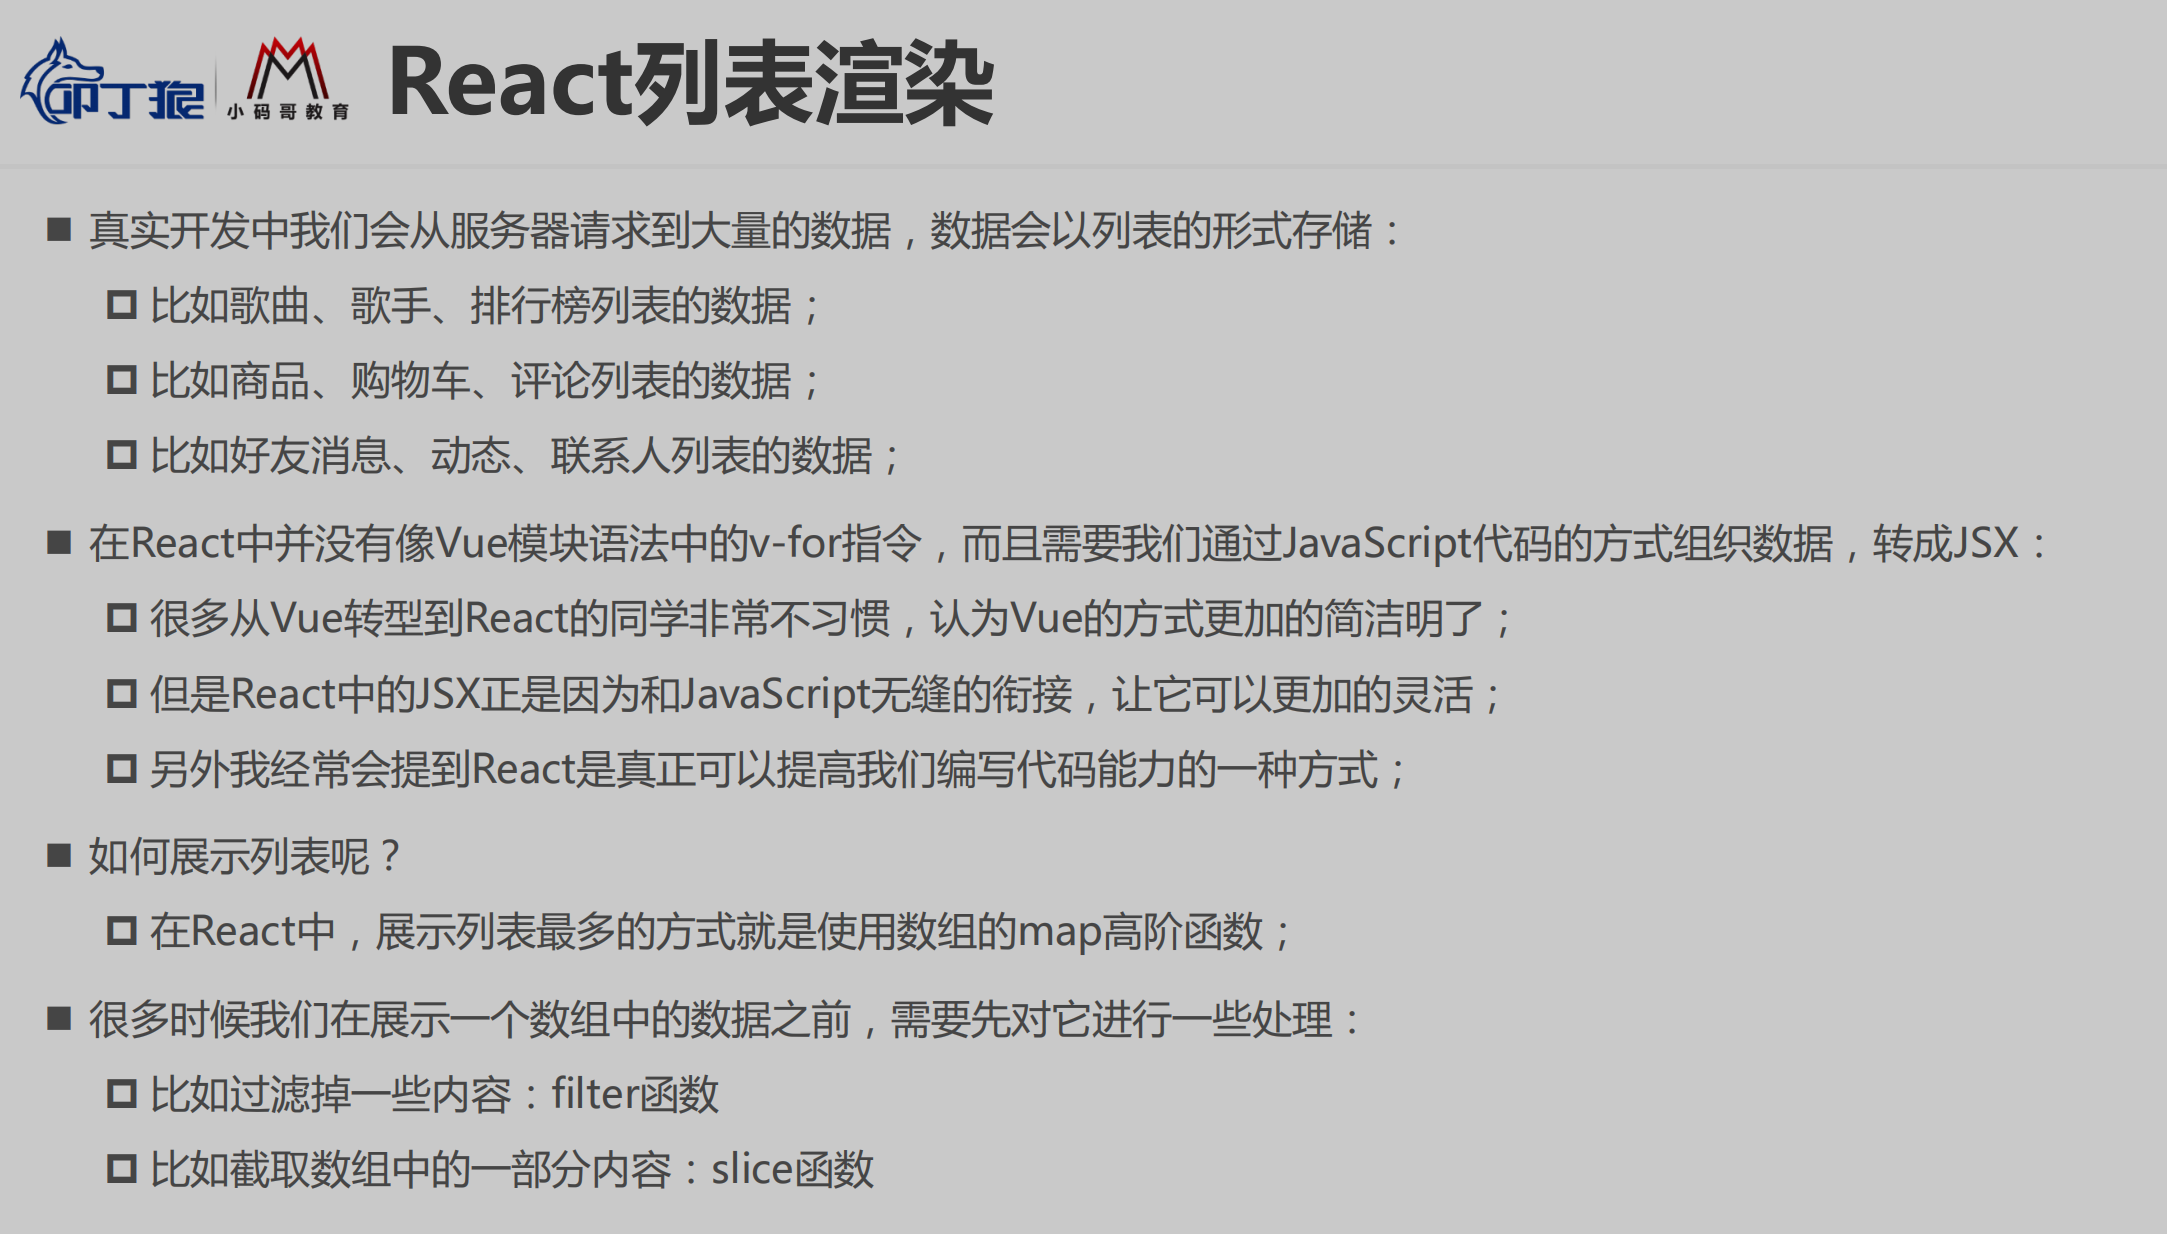 叩丁狼
小码哥教育
React列表渲染
■ 真实开发中我们会从服务器请求到大量的数据，数据会以列表的形式存储：
比如歌曲、歌手、排行榜列表的数据；
比如商品、购物车、评论列表的数据；
比如好友消息、动态、联系人列表的数据；
■ 在React中并没有像Vue模块语法中的v-for指令，而且需要我们通过JavaScript代码的方式组织数据，转成JSX：
很多从Vue转型到React的同学非常不习惯，认为Vue的方式更加的简洁明了；
但是React中的JSX正是因为和JavaScript无缝的衔接，让它可以更加的灵活；
另外我经常会提到React是真正可以提高我们编写代码能力的一种方式；
■ 如何展示列表呢？
在React中，展示列表最多的方式就是使用数组的map高阶函数；
■ 很多时候我们在展示一个数组中的数据之前，需要先对它进行一些处理：
比如过滤掉一些内容：filter函数
比如截取数组中的一部分内容：slice函数